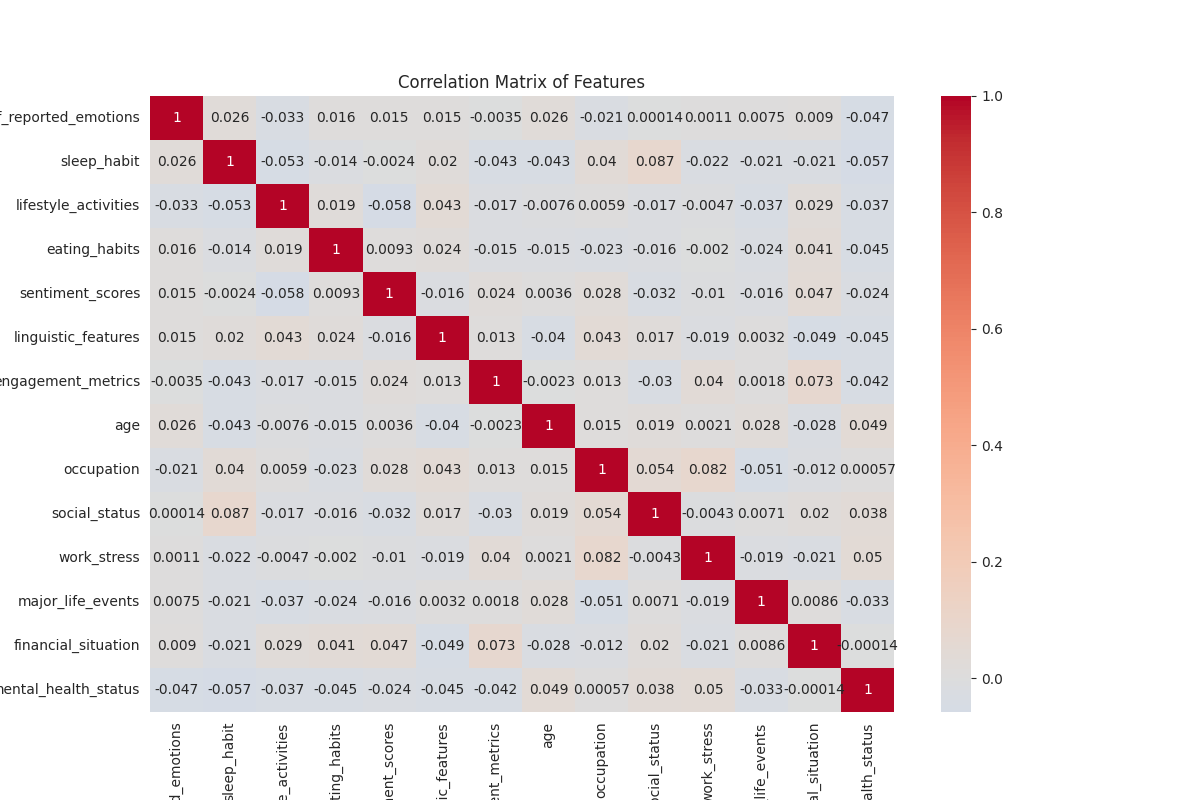 Correlation Matrix of Features
f_reported_emotions 1 0.026 -0.033 0.016 0.015 0.015 -0.0035 0.026 -0.021 0.00014 0.0011 0.0075 0.009 -0.047
sleep_habit 0.026 1 -0.053 -0.014 -0.0024 0.02 -0.043 -0.043 0.04 0.087 -0.022 -0.021 -0.021 -0.057
lifestyle_activities -0.033 -0.053 1 0.019 -0.058 0.043 -0.017 -0.0076 0.0059 -0.017 -0.0047 -0.037 0.029 -0.037
eating_habits 0.016 -0.014 0.019 1 0.0093 0.024 -0.015 -0.015 -0.023 -0.016 -0.002 -0.024 0.041 -0.045
sentiment_scores 0.015 -0.0024 -0.058 0.0093 1 -0.016 0.024 0.0036 0.028 -0.032 -0.01 -0.016 0.047 -0.024
linguistic_features 0.015 0.02 0.043 0.024 -0.016 1 0.013 -0.04 0.043 0.017 -0.019 0.0032 -0.049 -0.045
engagement_metrics -0.0035 -0.043 -0.017 -0.015 0.024 0.013 1 -0.0023 0.013 -0.03 0.04 0.0018 0.073 -0.042
age 0.026 -0.043 -0.0076 -0.015 0.0036 -0.04 -0.0023 1 0.015 0.019 0.0021 0.028 -0.028 0.049
occupation -0.021 0.04 0.0059 -0.023 0.028 0.043 0.013 0.015 1 0.054 0.082 -0.051 -0.012 0.00057
social_status 0.00014 0.087 -0.017 -0.016 -0.032 0.017 -0.03 0.019 0.054 1 -0.0043 0.0071 0.02 0.038
work_stress 0.0011 -0.022 -0.0047 -0.002 -0.01 -0.019 0.04 0.0021 0.082 -0.0043 1 -0.019 -0.021 0.05
major_life_events 0.0075 -0.021 -0.037 -0.024 -0.016 0.0032 0.0018 0.028 -0.051 0.0071 -0.019 1 0.0086 -0.033
financial_situation 0.009 -0.021 0.029 0.041 0.047 -0.049 0.073 -0.028 -0.012 0.02 -0.021 0.0086 1 -0.00014
mental_health_status -0.047 -0.057 -0.037 -0.045 -0.024 -0.045 -0.042 0.049 0.00057 0.038 0.05 -0.033 -0.00014 1
d_emotions
sleep_habit
e_activities
ting_habits
ment_scores
ic_features
ent_metrics
age
occupation
ocial_status
work_stress
life_events
al_situation
alth_status
1.0
0.8
0.6
0.4
0.2
0.0